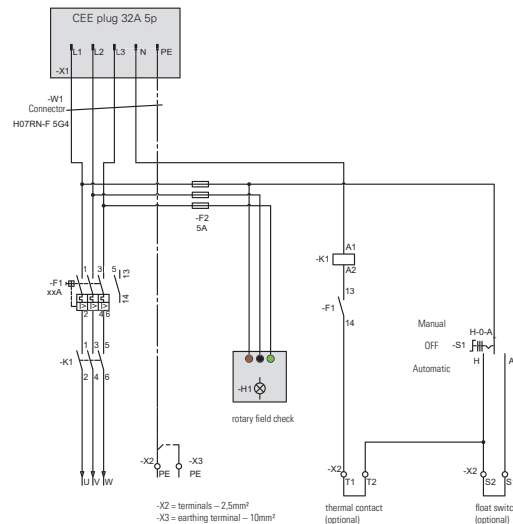 CEE plug 32A 5p
L1 L2 L3 N PE
-X1
-W1
Connector
H07RN-F 5G4
-F2
5A
A1
-K1
A2
1 3 5 13
-F1
xxA
14
I> I> I>
2 4 6
13
-F1
14
Manual
H-0-A
OFF -S1
H A
Automatic
1 3 5
-K1
2 4 6
-H1
rotary field check
-X2 -X3
PE PE
U V W
-X2
T1 T2
-X2
S2 S
-X2 = terminals – 2,5mm²
-X3 = earthing terminal – 10mm²
thermal contact
(optional)
float switc
(optional)